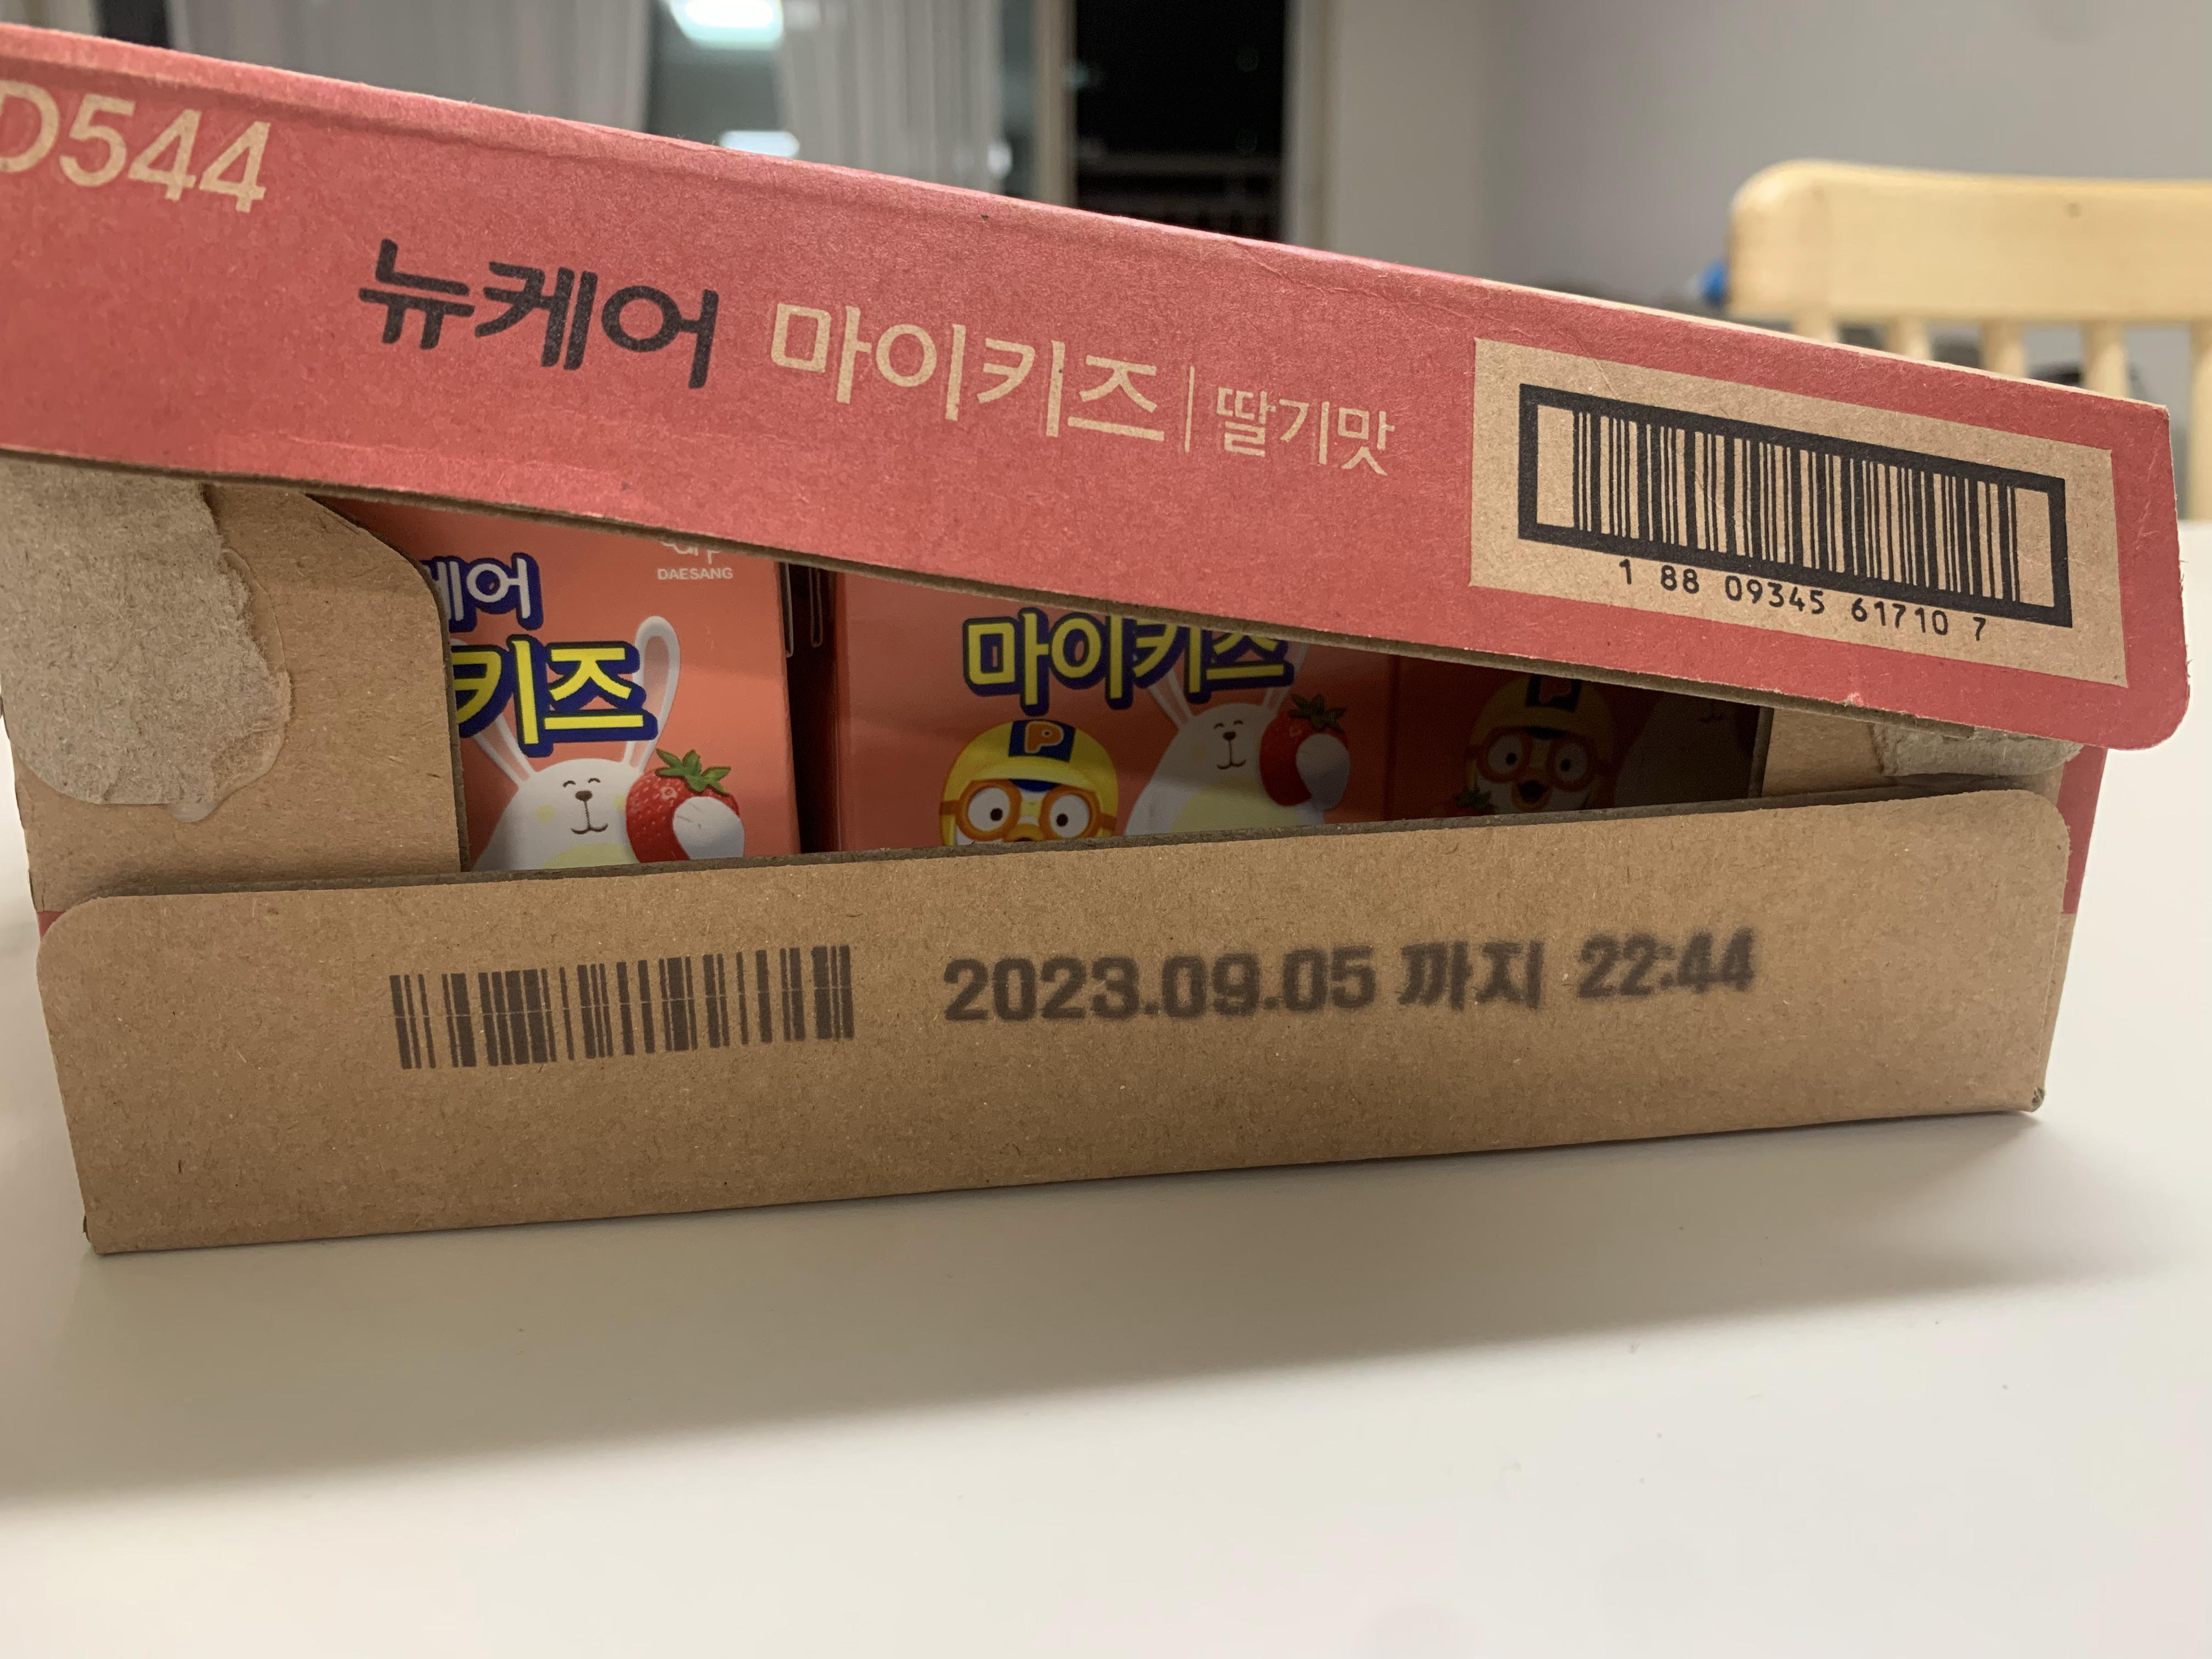 D544
뉴케어 마이키즈 | 딸기맛
1 88 09345 61710 7
DAESANG
케어
키즈
마이키즈
P
P
2023.09.05 까지 22:44